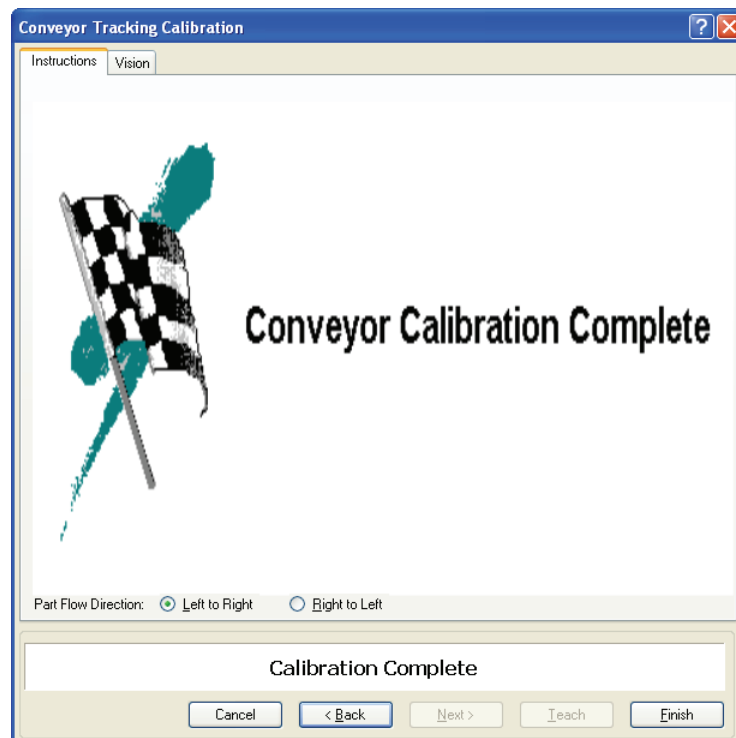 Conveyor Tracking Calibration
Instructions Vision
Conveyor Calibration Complete
Part Flow Direction: Left to Right Right to Left
Calibration Complete
Cancel < Back Next > Teach Finish